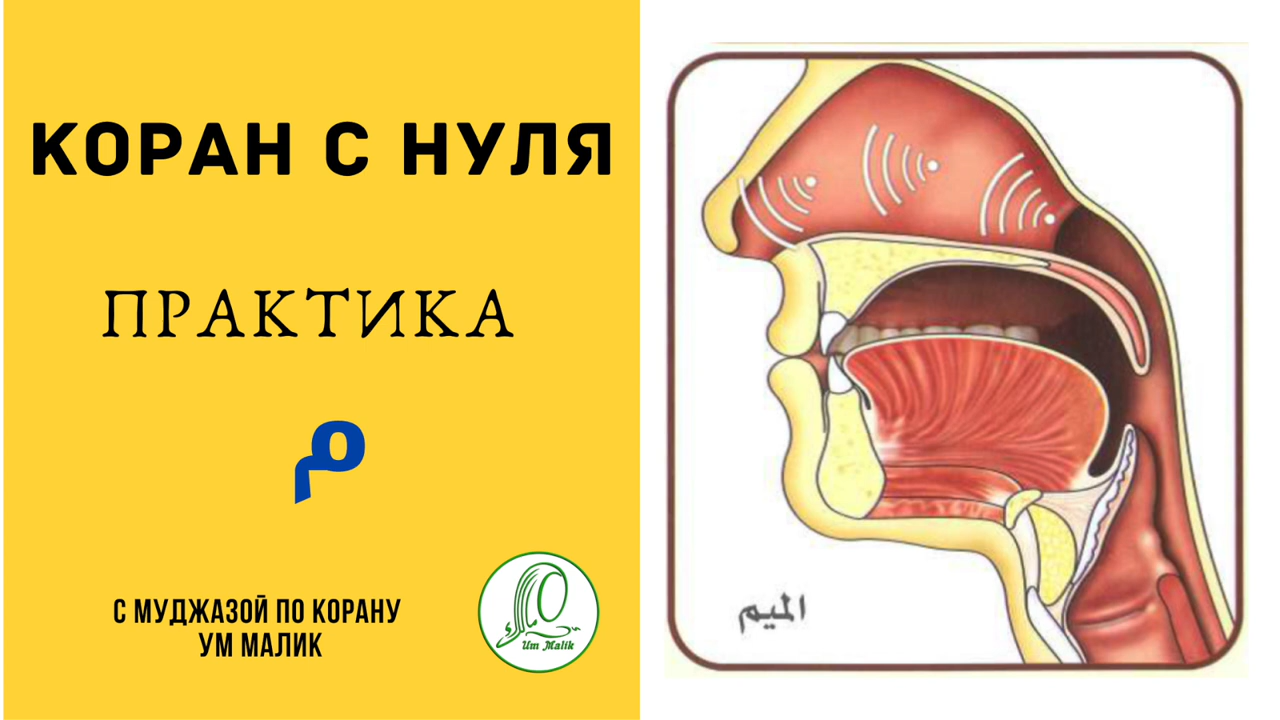 КОРАН С НУЛЯ
ПРАКТИКА
م
С МУДЖАЗОЙ ПО КОРАНУ
УМ МАЛИК
Um Malik
الميم